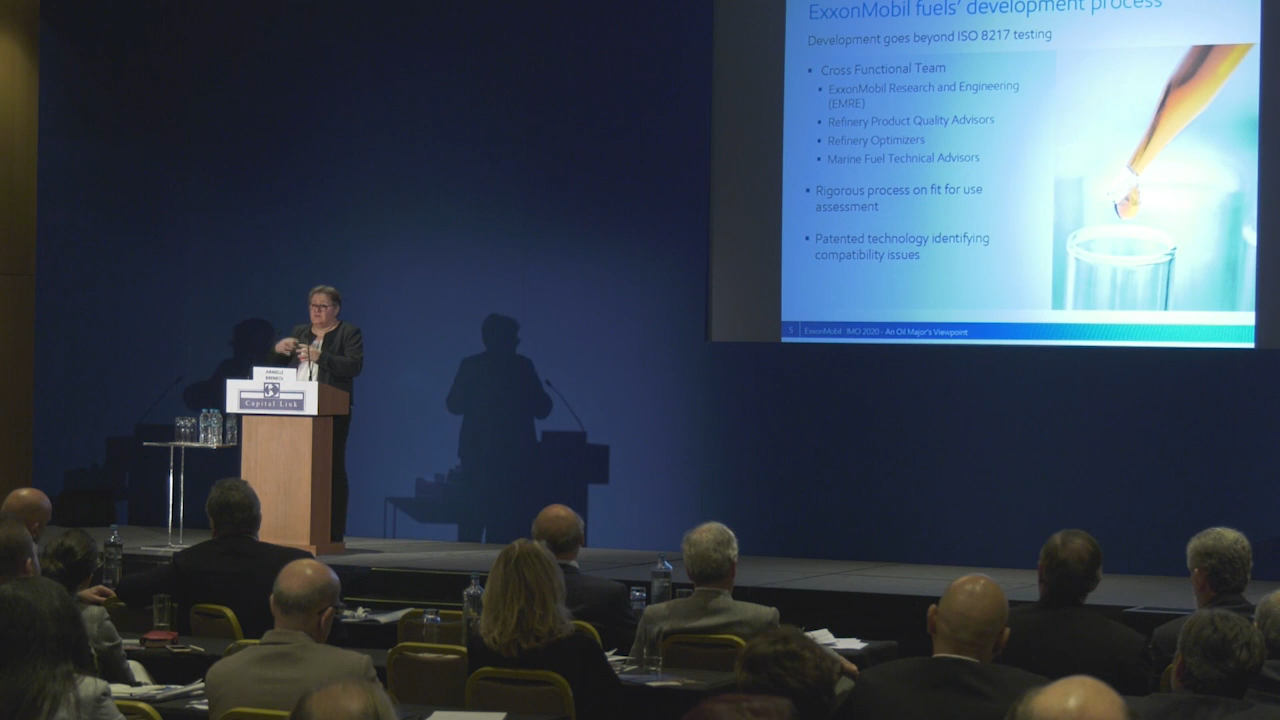 ExxonMobil fuels' development process
Development goes beyond ISO 8217 testing
▪ Cross Functional Team
▪ ExxonMobil Research and Engineering
(EMRE)
▪ Refinery Product Quality Advisors
▪ Refinery Optimizers
▪ Marine Fuel Technical Advisors
▪ Rigorous process on fit for use
assessment
▪ Patented technology identifying
compatibility issues
5 ExxonMobil IMO 2020 - An Oil Major's Viewpoint
Capital Link